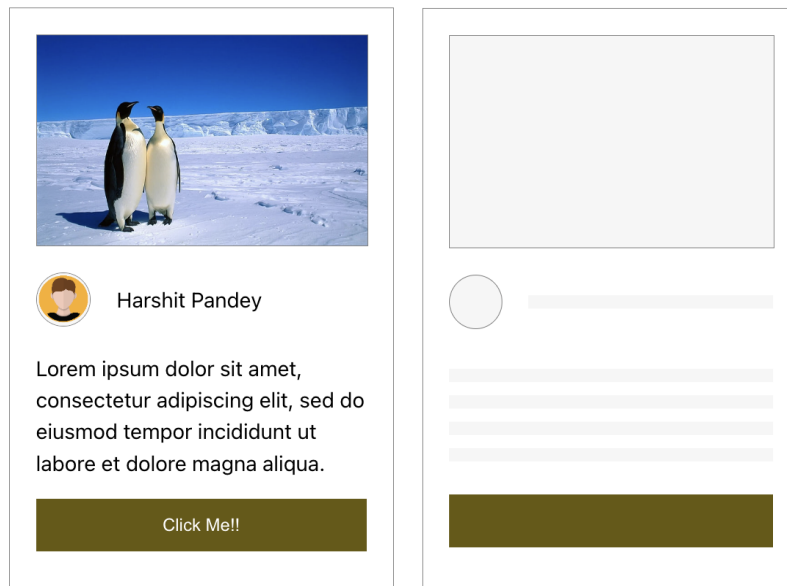 Harshit Pandey
Lorem ipsum dolor sit amet,
consectetur adipiscing elit, sed do
eiusmod tempor incididunt ut
labore et dolore magna aliqua.
Click Me!!